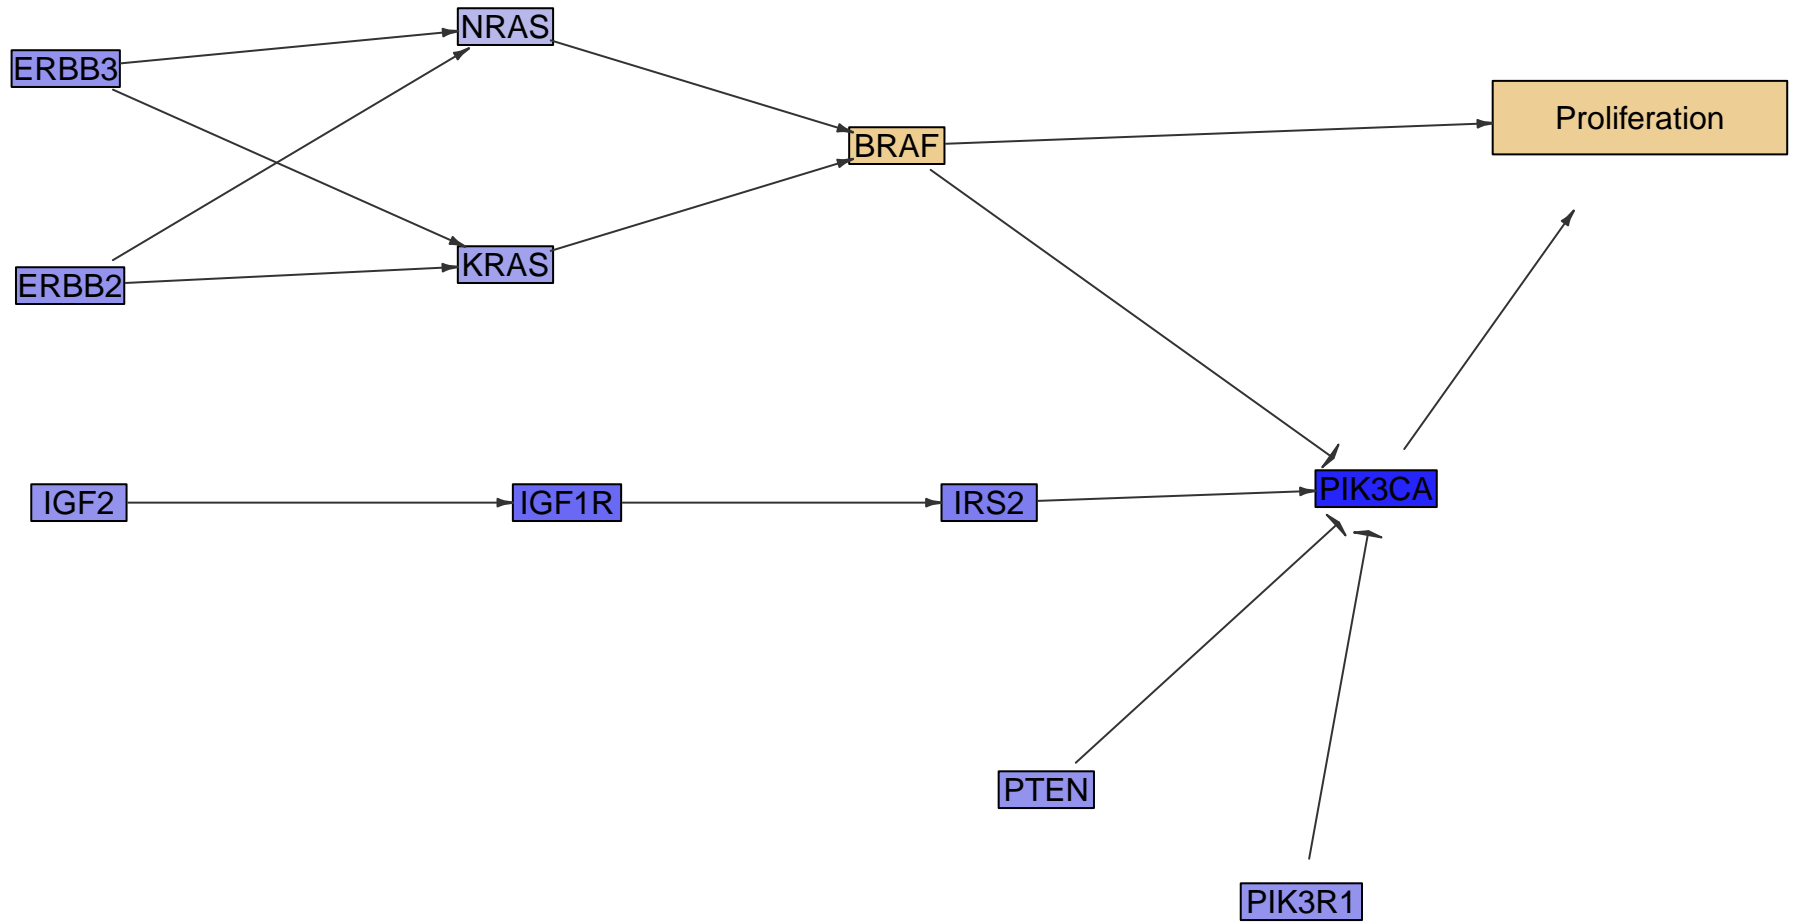 NRAS
ERBB3
Proliferation
BRAF
KRAS
ERBB2
IGF2
IGF1R
IRS2
PIK3CA
PTEN
PIK3R1